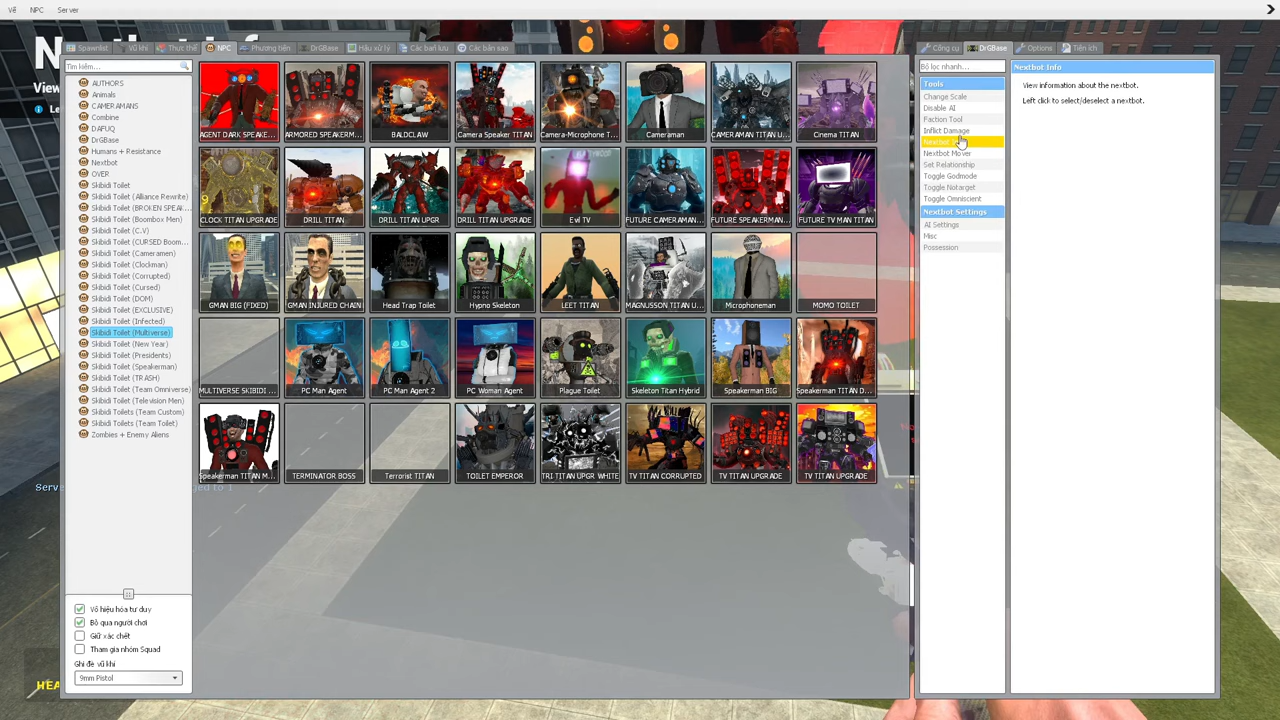 Vẽ NPC Server
View
Spawnlist Vũ khí Thực thể NPC Phương tiện DrGBase Hậu xử lý Các bản lưu Các bản sao
Tìm kiếm...
AUTHORS
Animals
CAMERAMANS
Combine
DAFUQ
DrGBase
Humans + Resistance
Nextbot
OVER
Skibidi Toilet
Skibidi Toilet (Alliance Rewrite)
Skibidi Toilet (BROKEN SPEAK...
Skibidi Toilet (Boombox Men)
Skibidi Toilet (C.V)
Skibidi Toilet (CURSED Boom...
Skibidi Toilet (Cameramen)
Skibidi Toilet (Clockman)
Skibidi Toilet (Corrupted)
Skibidi Toilet (Cursed)
Skibidi Toilet (DOM)
Skibidi Toilet (EXCLUSIVE)
Skibidi Toilet (Infected)
Skibidi Toilet (Multiverse)
Skibidi Toilet (New Year)
Skibidi Toilet (Presidents)
Skibidi Toilet (Speakerman)
Skibidi Toilet (TRASH)
Skibidi Toilet (Team Omniverse)
Skibidi Toilet (Television Men)
Skibidi Toilets (Team Custom)
Skibidi Toilets (Team Toilet)
Zombies + Enemy Aliens
Vô hiệu hóa tư duy
Bỏ qua người chơi
Giữ xác chết
Tham gia nhóm Squad
Ghi đè vũ khí
9mm Pistol
AGENT DARK SPEAKE... ARMORED SPEAKERM... BALDCLAW Camera Speaker TITAN Camera-Microphone T... Cameraman CAMERAMAN TITAN U... Cinema TITAN
CLOCK TITAN UPGRADE DRILL TITAN DRILL TITAN UPGR DRILL TITAN UPGRADE Evil TV FUTURE CAMERAMAN... FUTURE SPEAKERMAN... FUTURE TV MAN TITAN
GMAN BIG (FIXED) GMAN INJURED CHAIN Head Trap Toilet Hypno Skeleton LEET TITAN MAGNUSSON TITAN U... Microphoneman MOMO TOILET
MULTIVERSE SKIBIDI ... PC Man Agent PC Man Agent 2 PC Woman Agent Plague Toilet Skeleton Titan Hybrid Speakerman BIG Speakerman TITAN D...
Speakerman TITAN M... TERMINATOR BOSS Terrorist TITAN TOILET EMPEROR TRI TITAN UPGR WHITE TV TITAN CORRUPTED TV TITAN UPGRADE TV TITAN UPGRADE
Công cụ DrGBase Options Tiện ích
Bộ lọc nhanh...
Tools
Change Scale
Disable AI
Faction Tool
Inflict Damage
Nextbot
Nextbot Mover
Set Relationship
Toggle Godmode
Toggle Notarget
Toggle Omniscient
Nextbot Settings
AI Settings
Misc
Possession
Nextbot Info
View information about the nextbot.
Left click to select/deselect a nextbot.